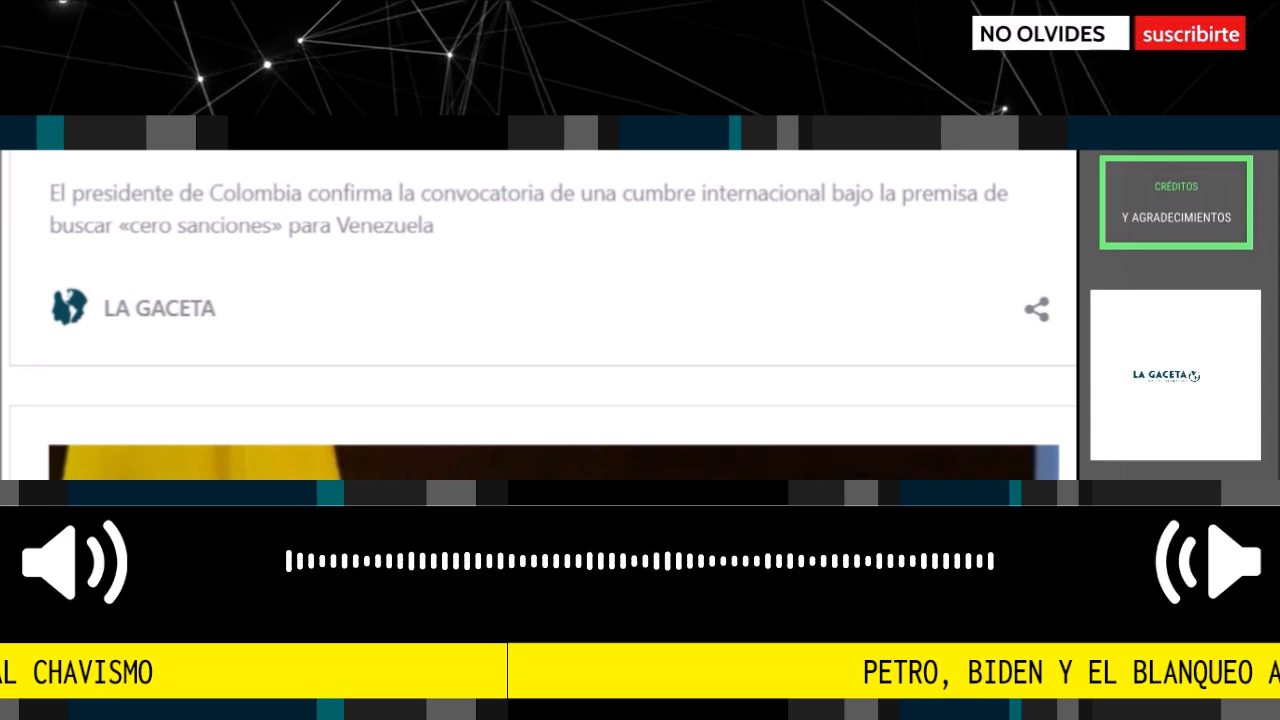 NO OLVIDES suscribirte
El presidente de Colombia confirma la convocatoria de una cumbre internacional bajo la premisa de
buscar «cero sanciones» para Venezuela
LA GACETA
CRÉDITOS
Y AGRADECIMIENTOS
LA GACETA
AL CHAVISMO
PETRO, BIDEN Y EL BLANQUEO A